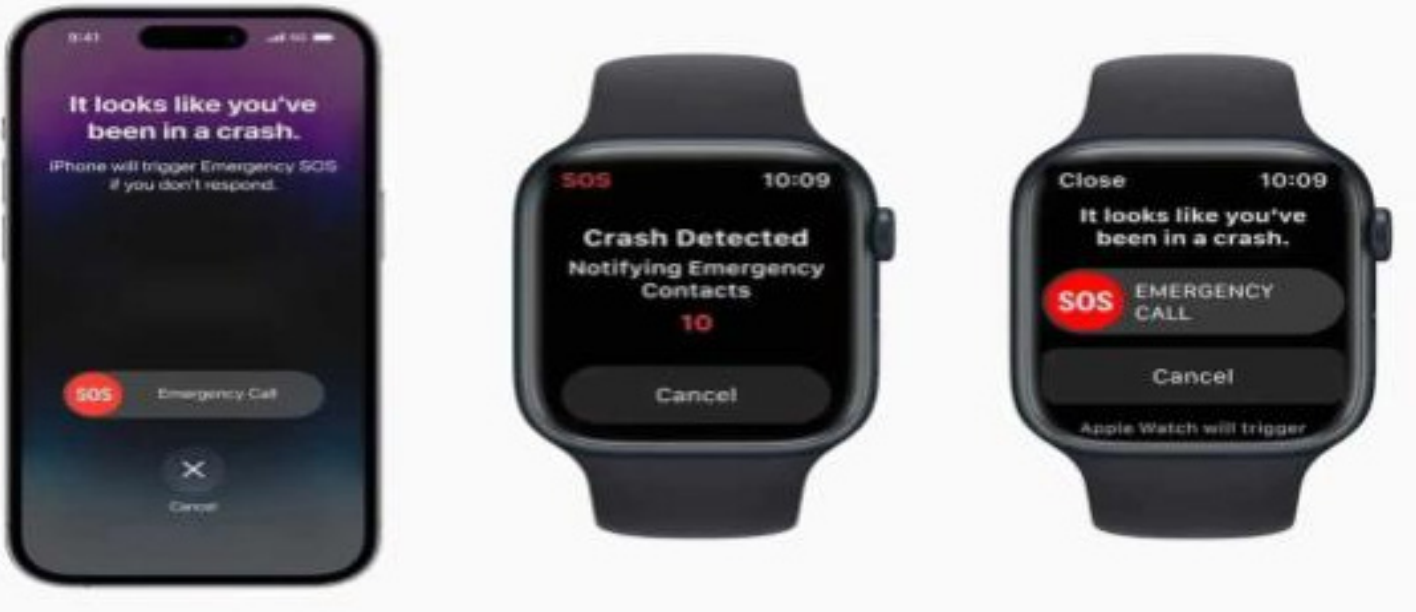 9:41
5G
It looks like you've
been in a crash.
iPhone will trigger Emergency SOS
if you don't respond.
SOS Emergency Call
Cancel
SOS 10:09
Crash Detected
Notifying Emergency
Contacts
10
Cancel
Close 10:09
It looks like you've
been in a crash.
SOS EMERGENCY
CALL
Cancel
Apple Watch will trigger